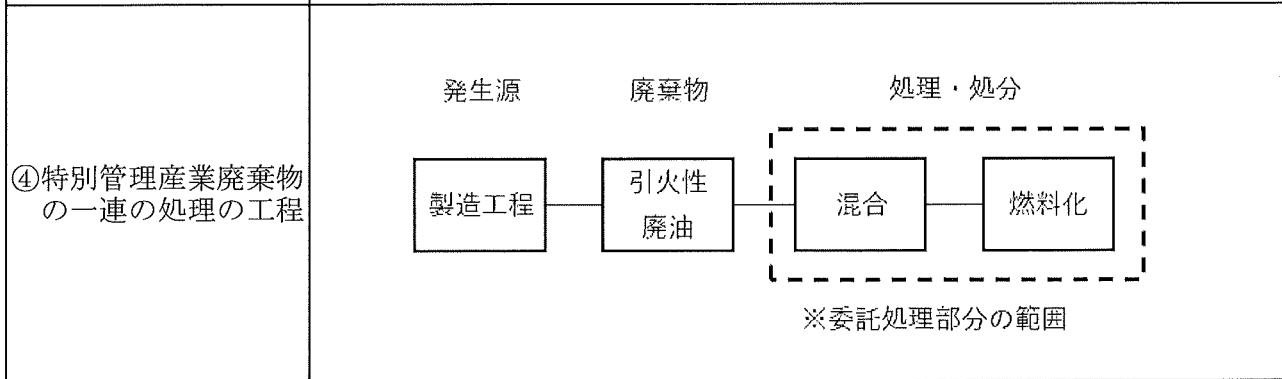 ④特別管理産業廃棄物
の一連の処理の工程
発生源
廃棄物
処理・処分
製造工程
引火性
廃油
混合
燃料化
※委託処理部分の範囲